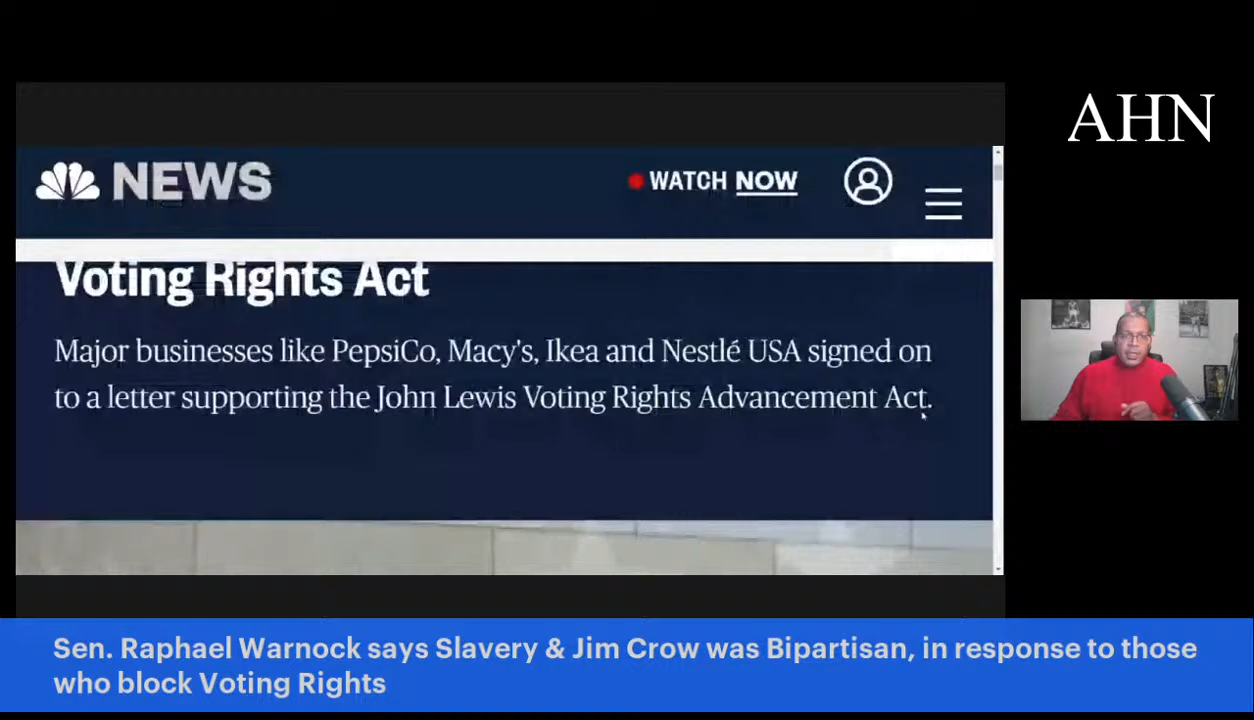 AHN
NEWS
WATCH NOW
Voting Rights Act
Major businesses like PepsiCo, Macy's, Ikea and Nestlé USA signed on
to a letter supporting the John Lewis Voting Rights Advancement Act.
Sen. Raphael Warnock says Slavery & Jim Crow was Bipartisan, in response to those
who block Voting Rights